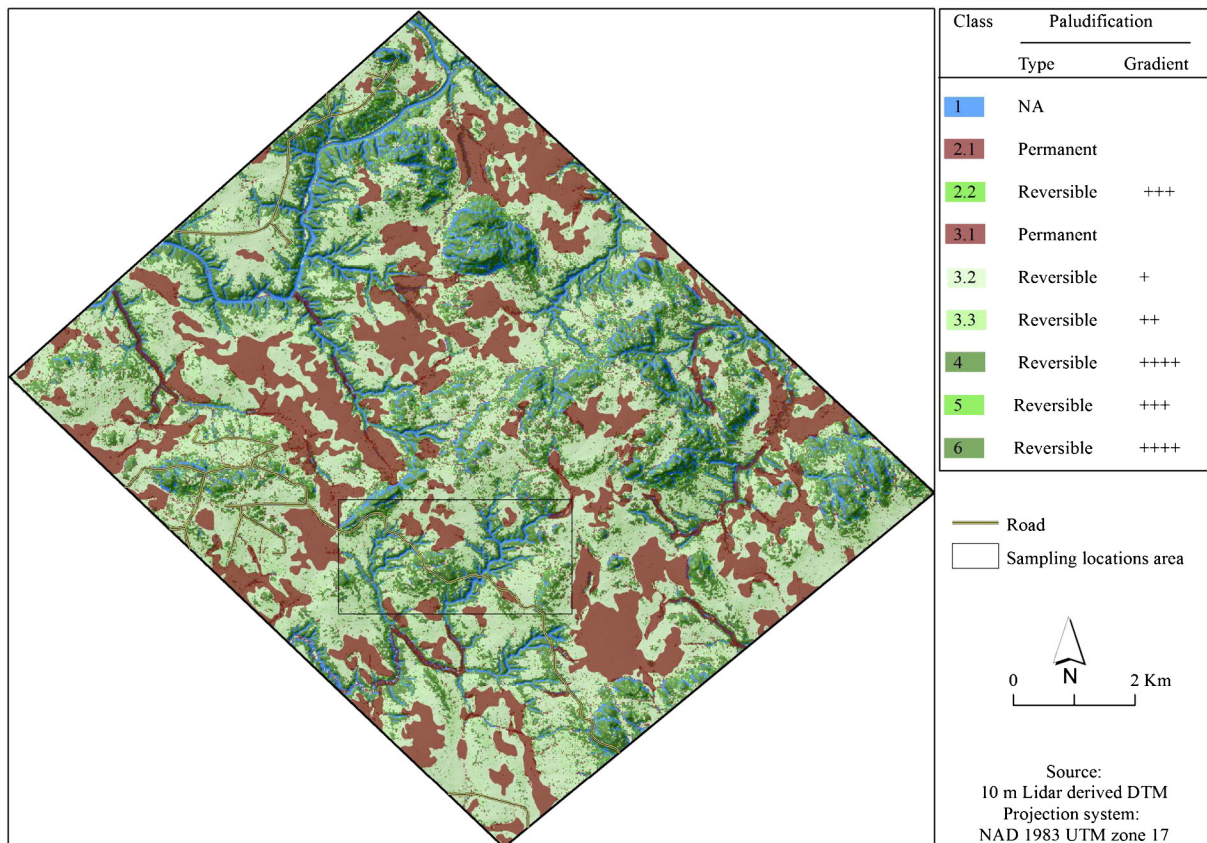 Class Paludification
Type Gradient
1 NA
2.1 Permanent
2.2 Reversible +++
3.1 Permanent
3.2 Reversible +
3.3 Reversible ++
4 Reversible ++++
5 Reversible +++
6 Reversible ++++
Road
Sampling locations area
N
0 2 Km
Source:
10 m Lidar derived DTM
Projection system:
NAD 1983 UTM zone 17